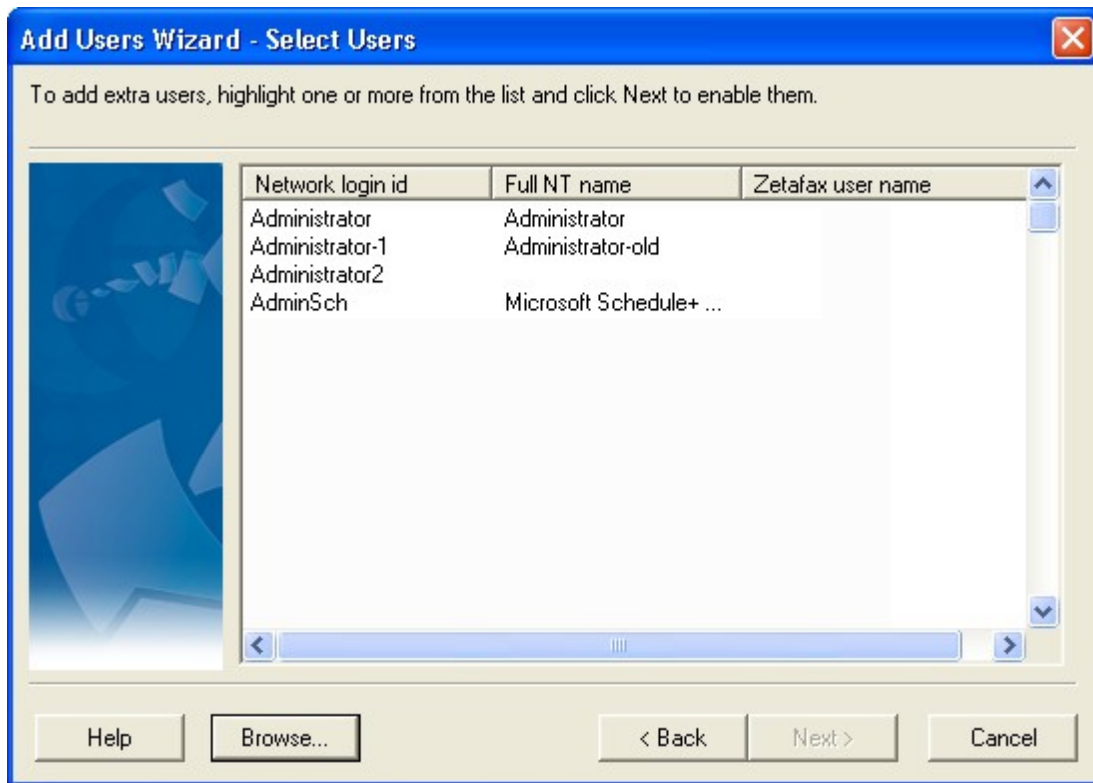 Add Users Wizard - Select Users
To add extra users, highlight one or more from the list and click Next to enable them.
Network login id Full NT name Zetafax user name
Administrator Administrator
Administrator-1 Administrator-old
Administrator2
AdminSch Microsoft Schedule+ ...
Help Browse... < Back Next > Cancel